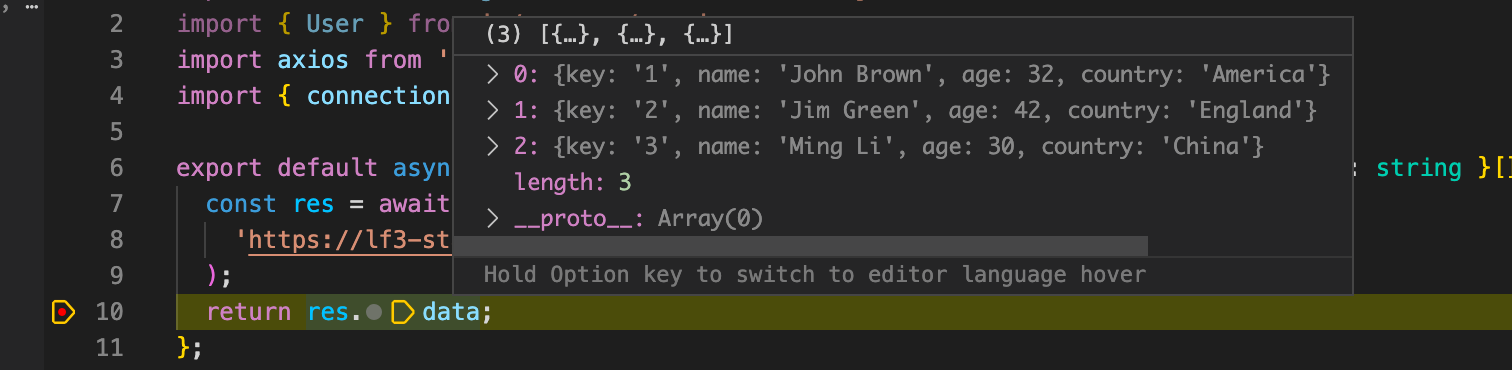 2 import { User } fro
3 import axios from '
4 import { connection
5
6 export default asyn : string }[]
7 const res = await
8 'https://lf3-st
9 );
10 return res. data;
11 };
(3) [{…}, {…}, {…}]
0: {key: '1', name: 'John Brown', age: 32, country: 'America'}
1: {key: '2', name: 'Jim Green', age: 42, country: 'England'}
2: {key: '3', name: 'Ming Li', age: 30, country: 'China'}
length: 3
__proto__: Array(0)
Hold Option key to switch to editor language hover